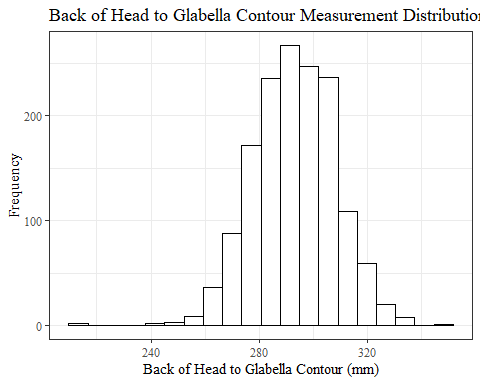 Back of Head to Glabella Contour Measurement Distribution
Frequency
200
100
0
240
280
320
Back of Head to Glabella Contour (mm)